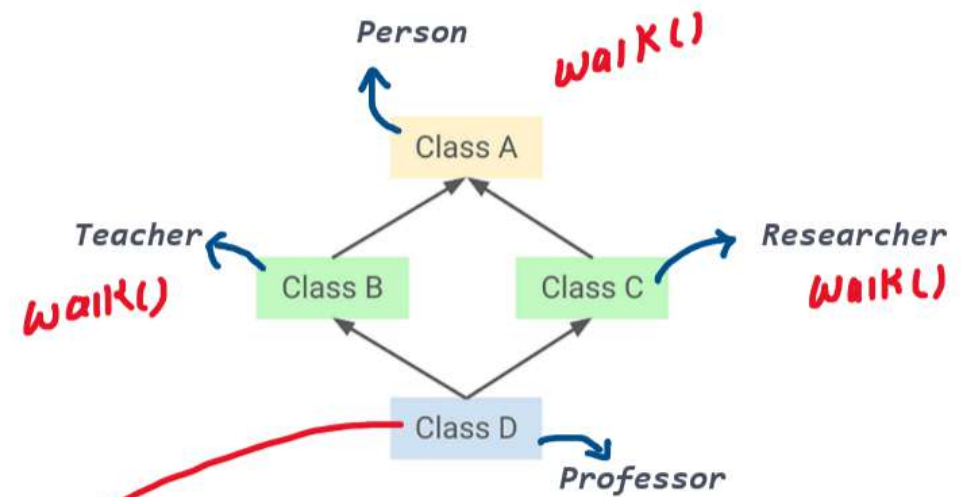 Person
walk()
Class A
Teacher
Researcher
walk()
Class B
Class C
walk()
Class D
Professor